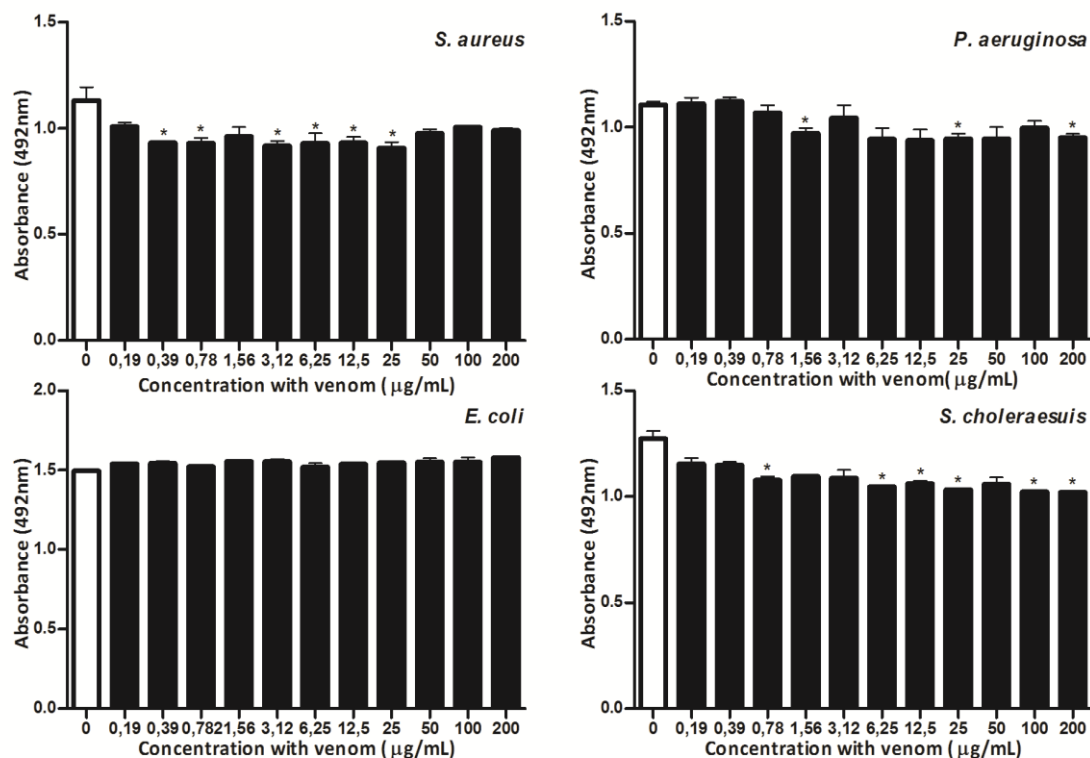 S. aureus
Absorbance (492nm)
1.5
1.0
0.5
0.0
* * * * * *
0 0,19 0,39 0,78 1,56 3,12 6,25 12,5 25 50 100 200
Concentration with venom ( μg/mL)
P. aeruginosa
Absorbance (492nm)
1.5
1.0
0.5
0.0
* * *
0 0,19 0,39 0,78 1,56 3,12 6,25 12,5 25 50 100 200
Concentration with venom( μg/mL)
E. coli
Absorbance (492nm)
2.0
1.5
1.0
0.5
0.0
0 0,19 0,39 0,782 1,56 3,12 6,25 12,5 25 50 100 200
Concentration with venom ( μg/mL)
S. choleraesuis
Absorbance (492nm)
1.5
1.0
0.5
0.0
* * * * * *
0 0,19 0,39 0,78 1,56 3,12 6,25 12,5 25 50 100 200
Concentration with venom ( μg/mL)